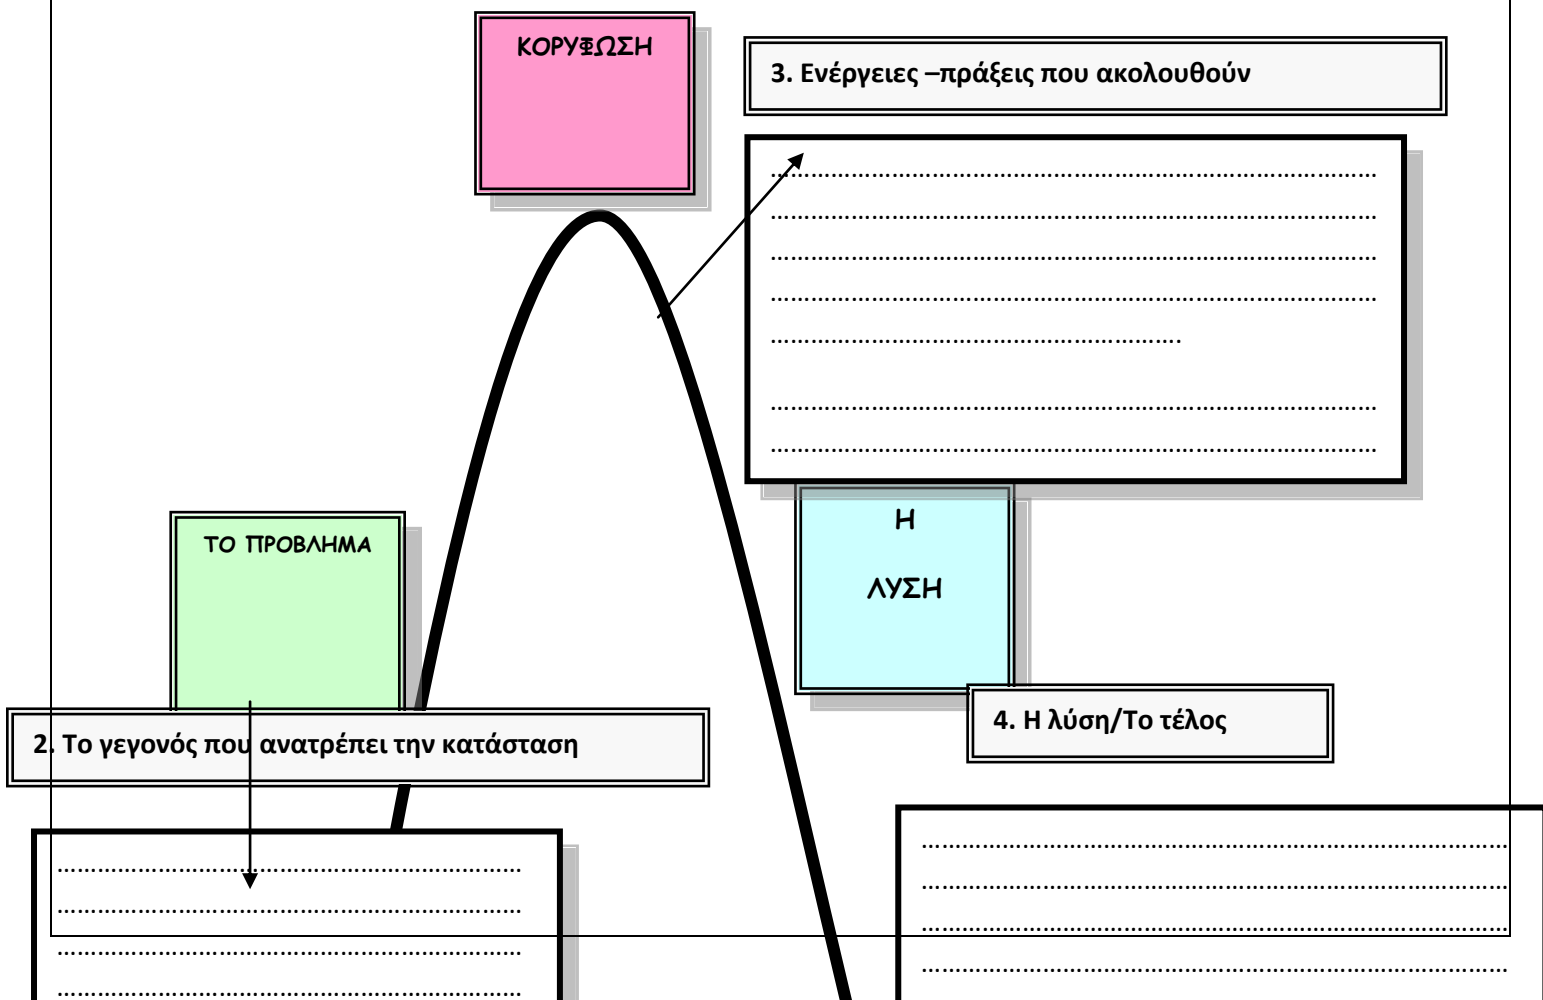 ΚΟΡΥΦΩΣΗ
3. Ενέργειες –πράξεις που ακολουθούν
……………………………………………………………………………………………
……………………………………………………………………………………………
……………………………………………………………………………………………
……………………………………………………………………………………………
…………………………………………………………….
……………………………………………………………………………………………
……………………………………………………………………………………………
ΤΟ ΠΡΟΒΛΗΜΑ
Η
ΛΥΣΗ
2. Το γεγονός που ανατρέπει την κατάσταση
……………………………………………………………………
……………………………………………………………………
……………………………………………………………………
……………………………………………………………………
4. Η λύση/Το τέλος
………………………………………………………………………………………
………………………………………………………………………………………
………………………………………………………………………………………
………………………………………………………………………………………